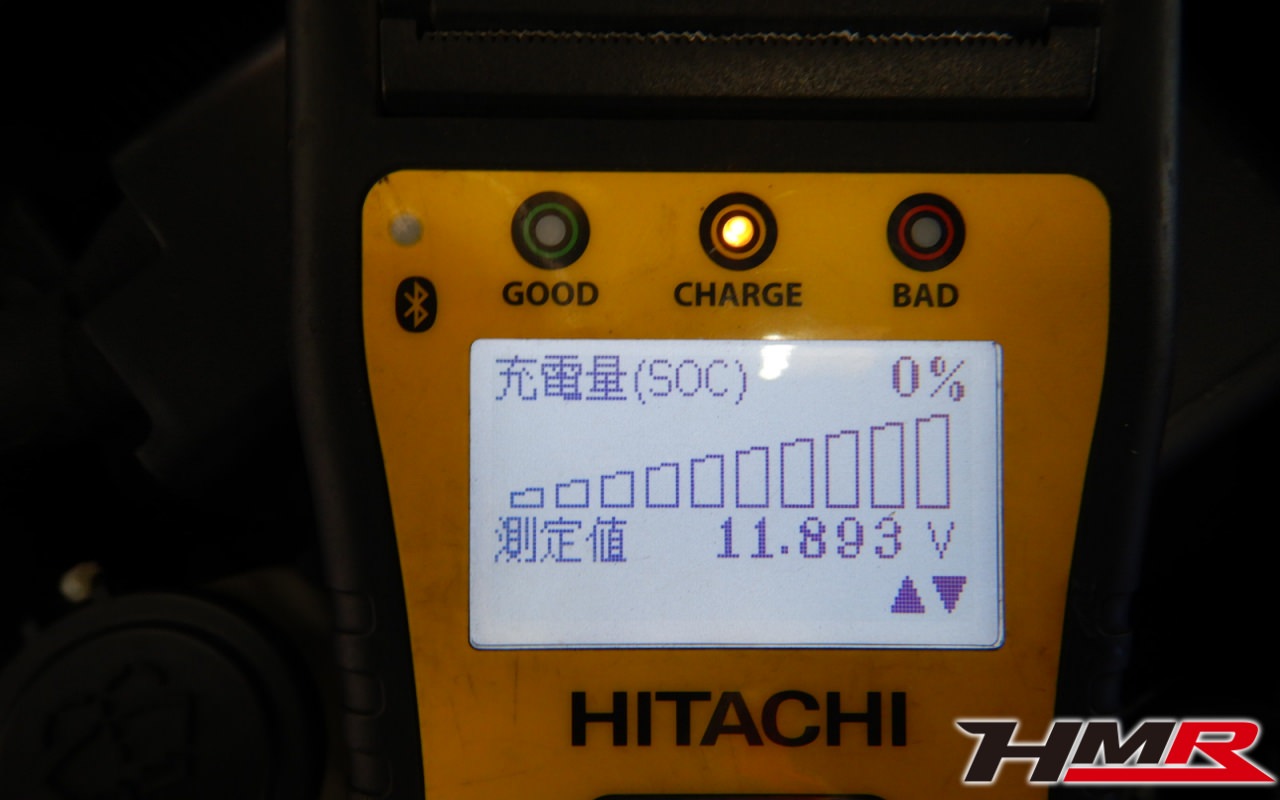 GOOD CHARGE BAD
充電量(SOC) 0%
測定値 11.893 V
HITACHI
HMR